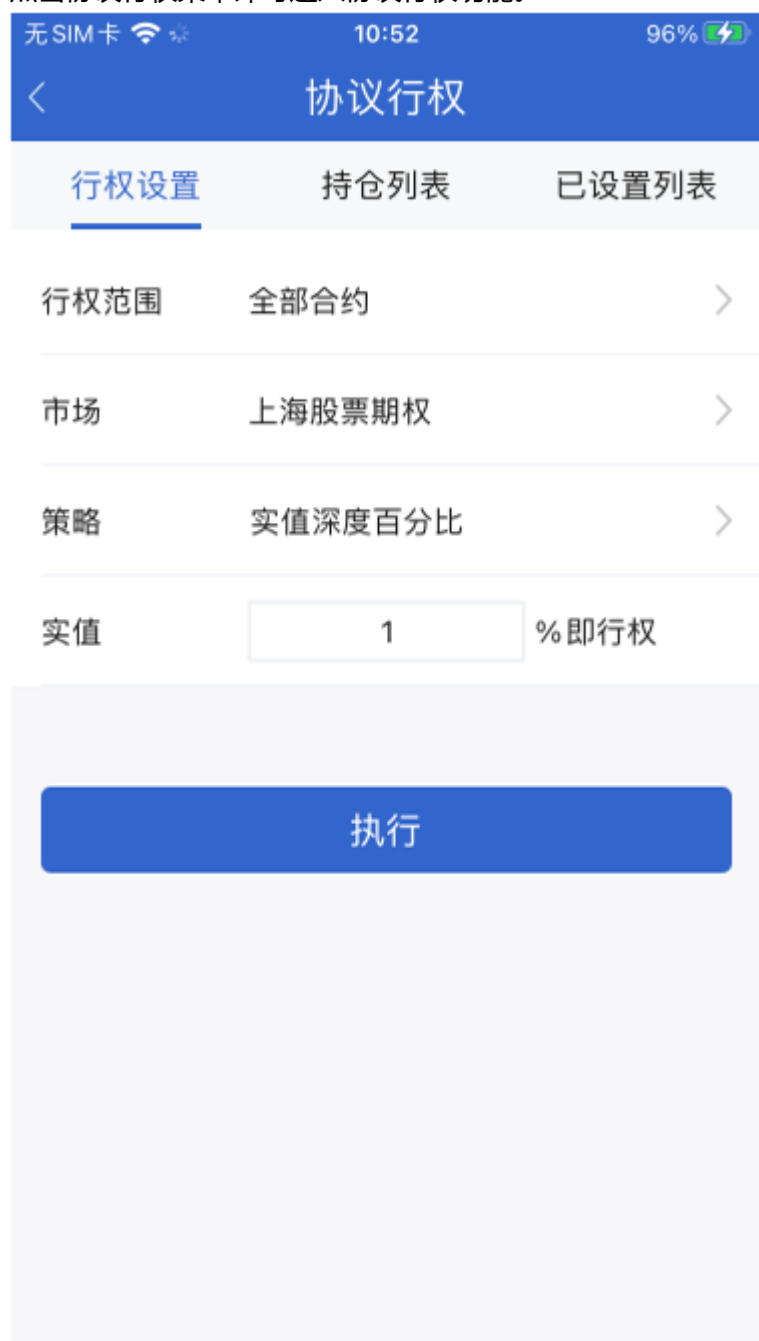 无SIM卡 10:52 96%
协议行权
行权设置 持仓列表 已设置列表
行权范围 全部合约
市场 上海股票期权
策略 实值深度百分比
实值 1 %即行权
执行